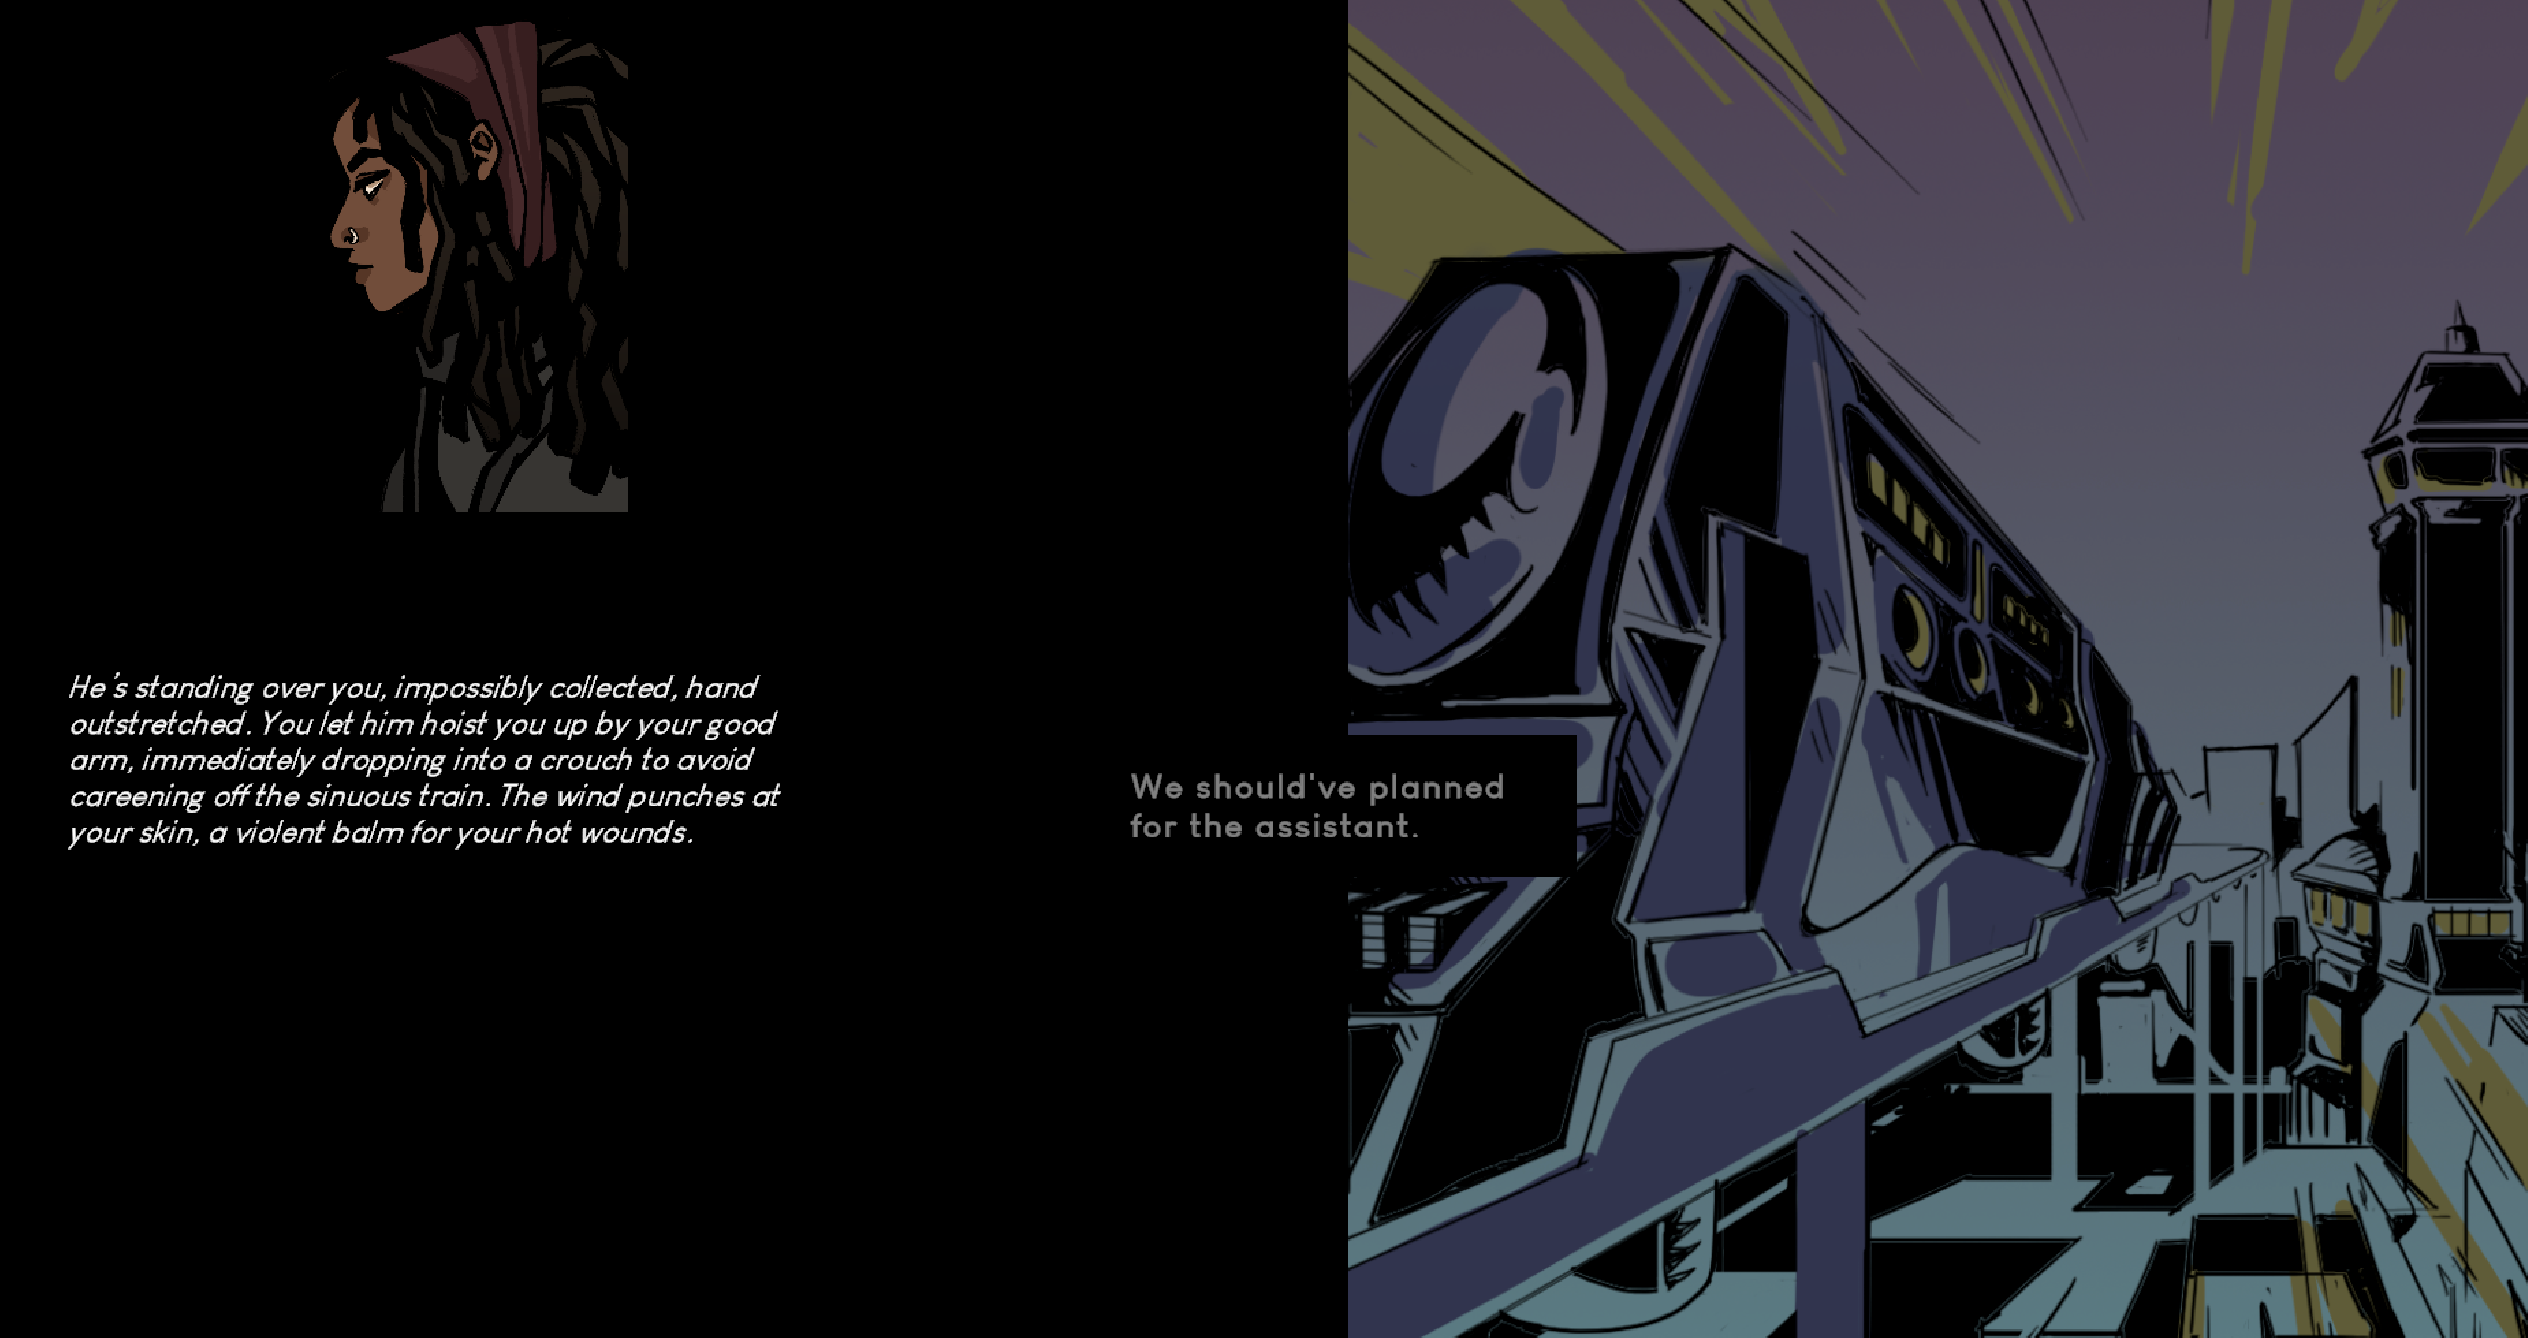 He's standing over you, impossibly collected, hand
outstretched. You let him hoist you up by your good
arm, immediately dropping into a crouch to avoid
careening off the sinuous train. The wind punches at
your skin, a violent balm for your hot wounds.
We should've planned
for the assistant.